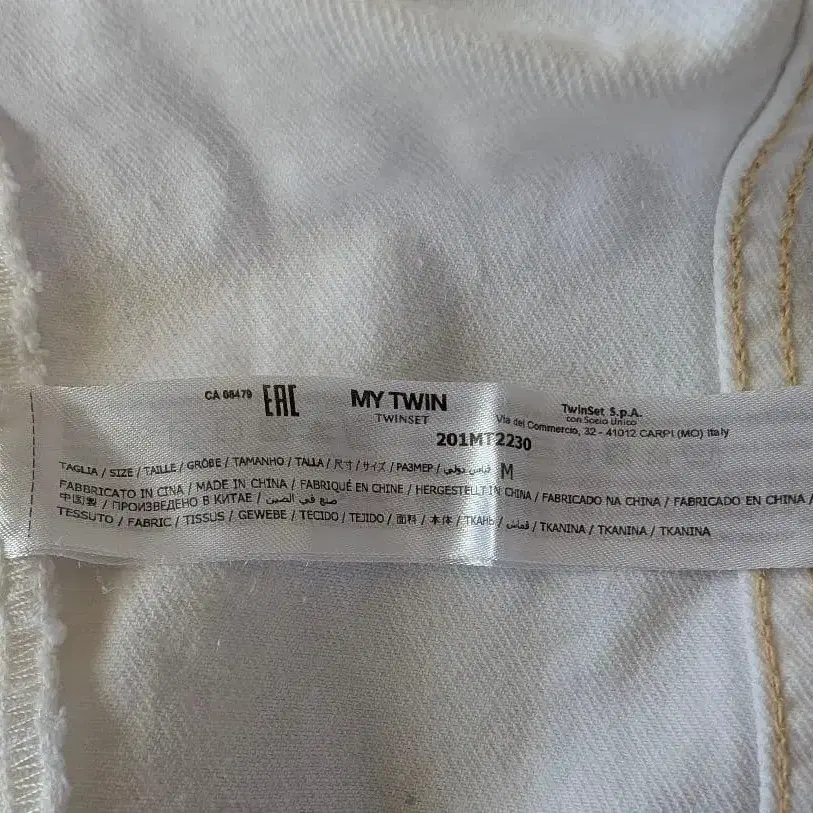 CA 08479 EAC MY TWIN
TWINSET
TwinSet S.p.A.
con Socio Unico
Via del Commercio, 32 - 41012 CARPI (MO) Italy
201MT2230
TAGLIA / SIZE / TAILLE / GRÖBE / TAMANHO / TALLA / 尺寸 / サイズ / РАЗМЕР / قياس دولي / M
FABBRICATO IN CINA / MADE IN CHINA / FABRIQUÉ EN CHINE / HERGESTELLT IN CHINA / FABRICADO NA CHINA / FABRICADO EN CHINA /
中国製 / ПРОИЗВЕДЕНО В КИТАЕ / صنع في الصين
TESSUTO / FABRIC / TISSUS / GEWEBE / TECIDO / TEJIDO / 面料 / 本体 / ТКАНЬ / قماش / TKANINA / TKANINA / TKANINA